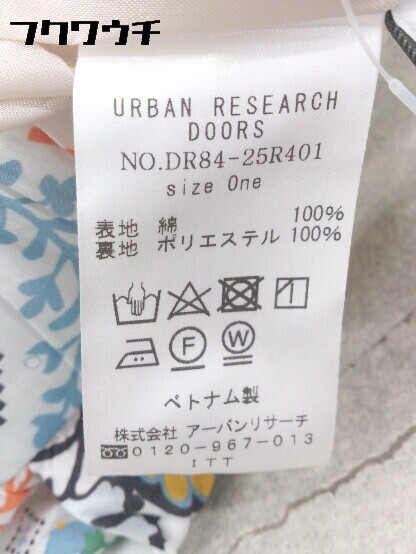 フクワウチ
URBAN RESEARCH
DOORS
NO.DR84-25R401
size One
表地 綿 100%
裏地 ポリエステル 100%
F W
ベトナム製
株式会社 アーバンリサーチ
0120-967-013
ITT